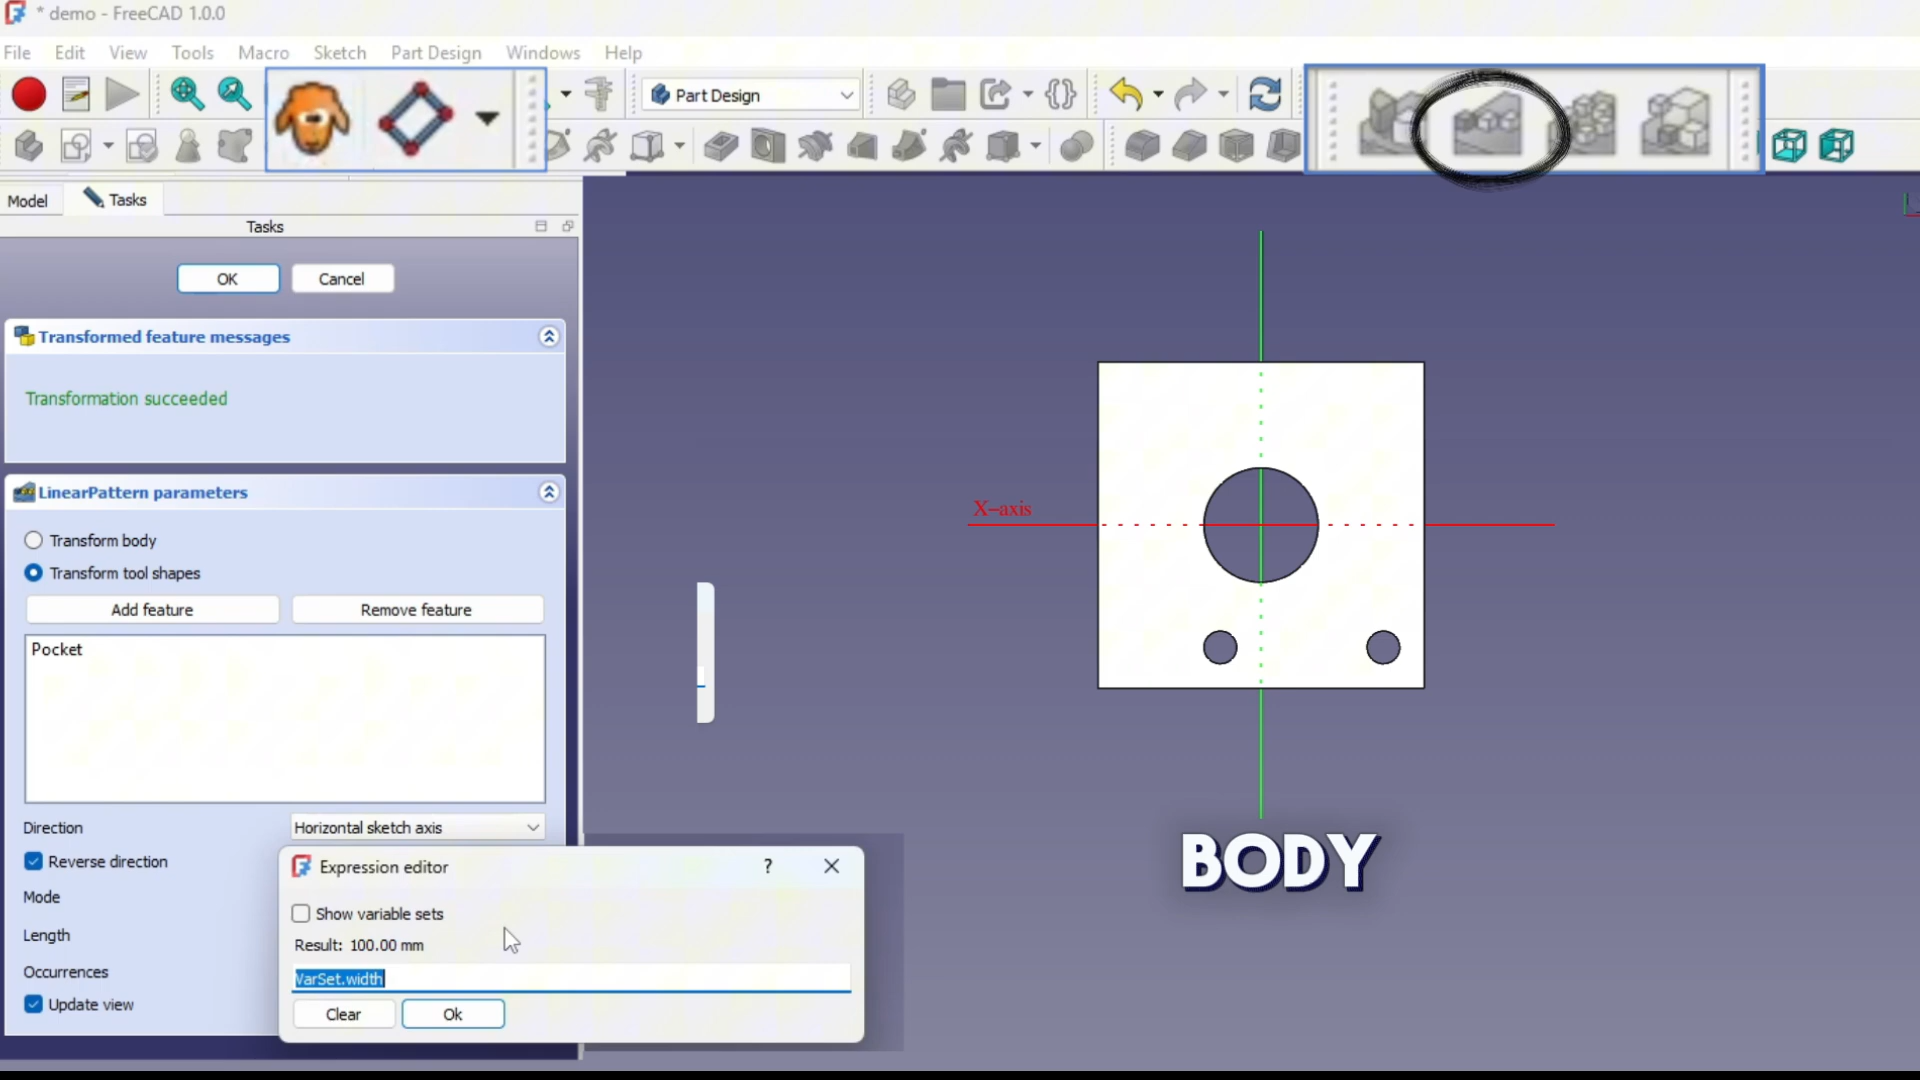 * demo - FreeCAD 1.0.0
File Edit View Tools Macro Sketch Part Design Windows Help
Part Design
Model Tasks
Tasks
OK Cancel
Transformed feature messages
Transformation succeeded
LinearPattern parameters
Transform body
Transform tool shapes
Add feature Remove feature
Pocket
Direction Horizontal sketch axis
Reverse direction
Mode
Length
Occurrences
Update view
Expression editor ?
Show variable sets
Result: 100.00 mm
VarSet.width
Clear Ok
X-axis
BODY